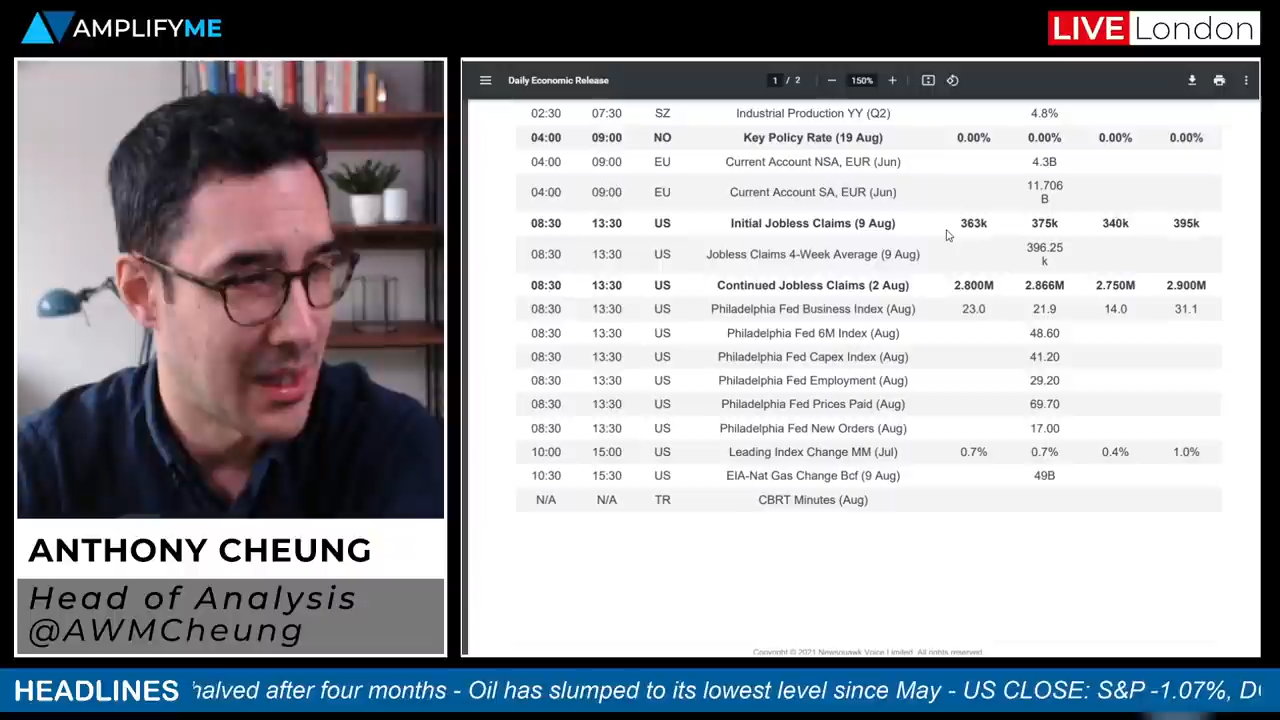 AMPLIFYME
LIVE London
Daily Economic Release
1 / 2
150%
02:30 07:30 SZ Industrial Production YY (Q2) 4.8%
04:00 09:00 NO Key Policy Rate (19 Aug) 0.00% 0.00% 0.00% 0.00%
04:00 09:00 EU Current Account NSA, EUR (Jun) 4.3B
04:00 09:00 EU Current Account SA, EUR (Jun) 11.706
B
08:30 13:30 US Initial Jobless Claims (9 Aug) 363k 375k 340k 395k
08:30 13:30 US Jobless Claims 4-Week Average (9 Aug) 396.25
k
08:30 13:30 US Continued Jobless Claims (2 Aug) 2.800M 2.866M 2.750M 2.900M
08:30 13:30 US Philadelphia Fed Business Index (Aug) 23.0 21.9 14.0 31.1
08:30 13:30 US Philadelphia Fed 6M Index (Aug) 48.60
08:30 13:30 US Philadelphia Fed Capex Index (Aug) 41.20
08:30 13:30 US Philadelphia Fed Employment (Aug) 29.20
08:30 13:30 US Philadelphia Fed Prices Paid (Aug) 69.70
08:30 13:30 US Philadelphia Fed New Orders (Aug) 17.00
10:00 15:00 US Leading Index Change MM (Jul) 0.7% 0.7% 0.4% 1.0%
10:30 15:30 US EIA-Nat Gas Change Bcf (9 Aug) 49B
N/A N/A TR CBRT Minutes (Aug)
Copyright © 2021 Newsquawk Voice Limited. All rights reserved.
ANTHONY CHEUNG
Head of Analysis
@AWMCheung
HEADLINES halved after four months - Oil has slumped to its lowest level since May - US CLOSE: S&P -1.07%, D